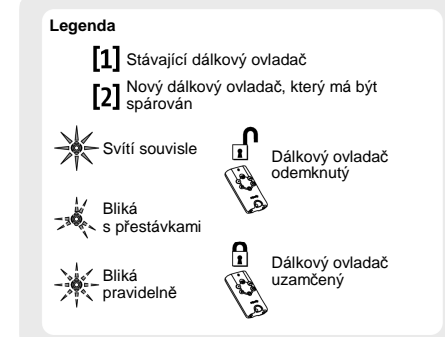 Legenda
[1] Stávající dálkový ovladač
[2] Nový dálkový ovladač, který má být
spárován
Svítí souvisle
Dálkový ovladač
odemknutý
Bliká
s přestávkami
Bliká
pravidelně
Dálkový ovladač
uzamčený